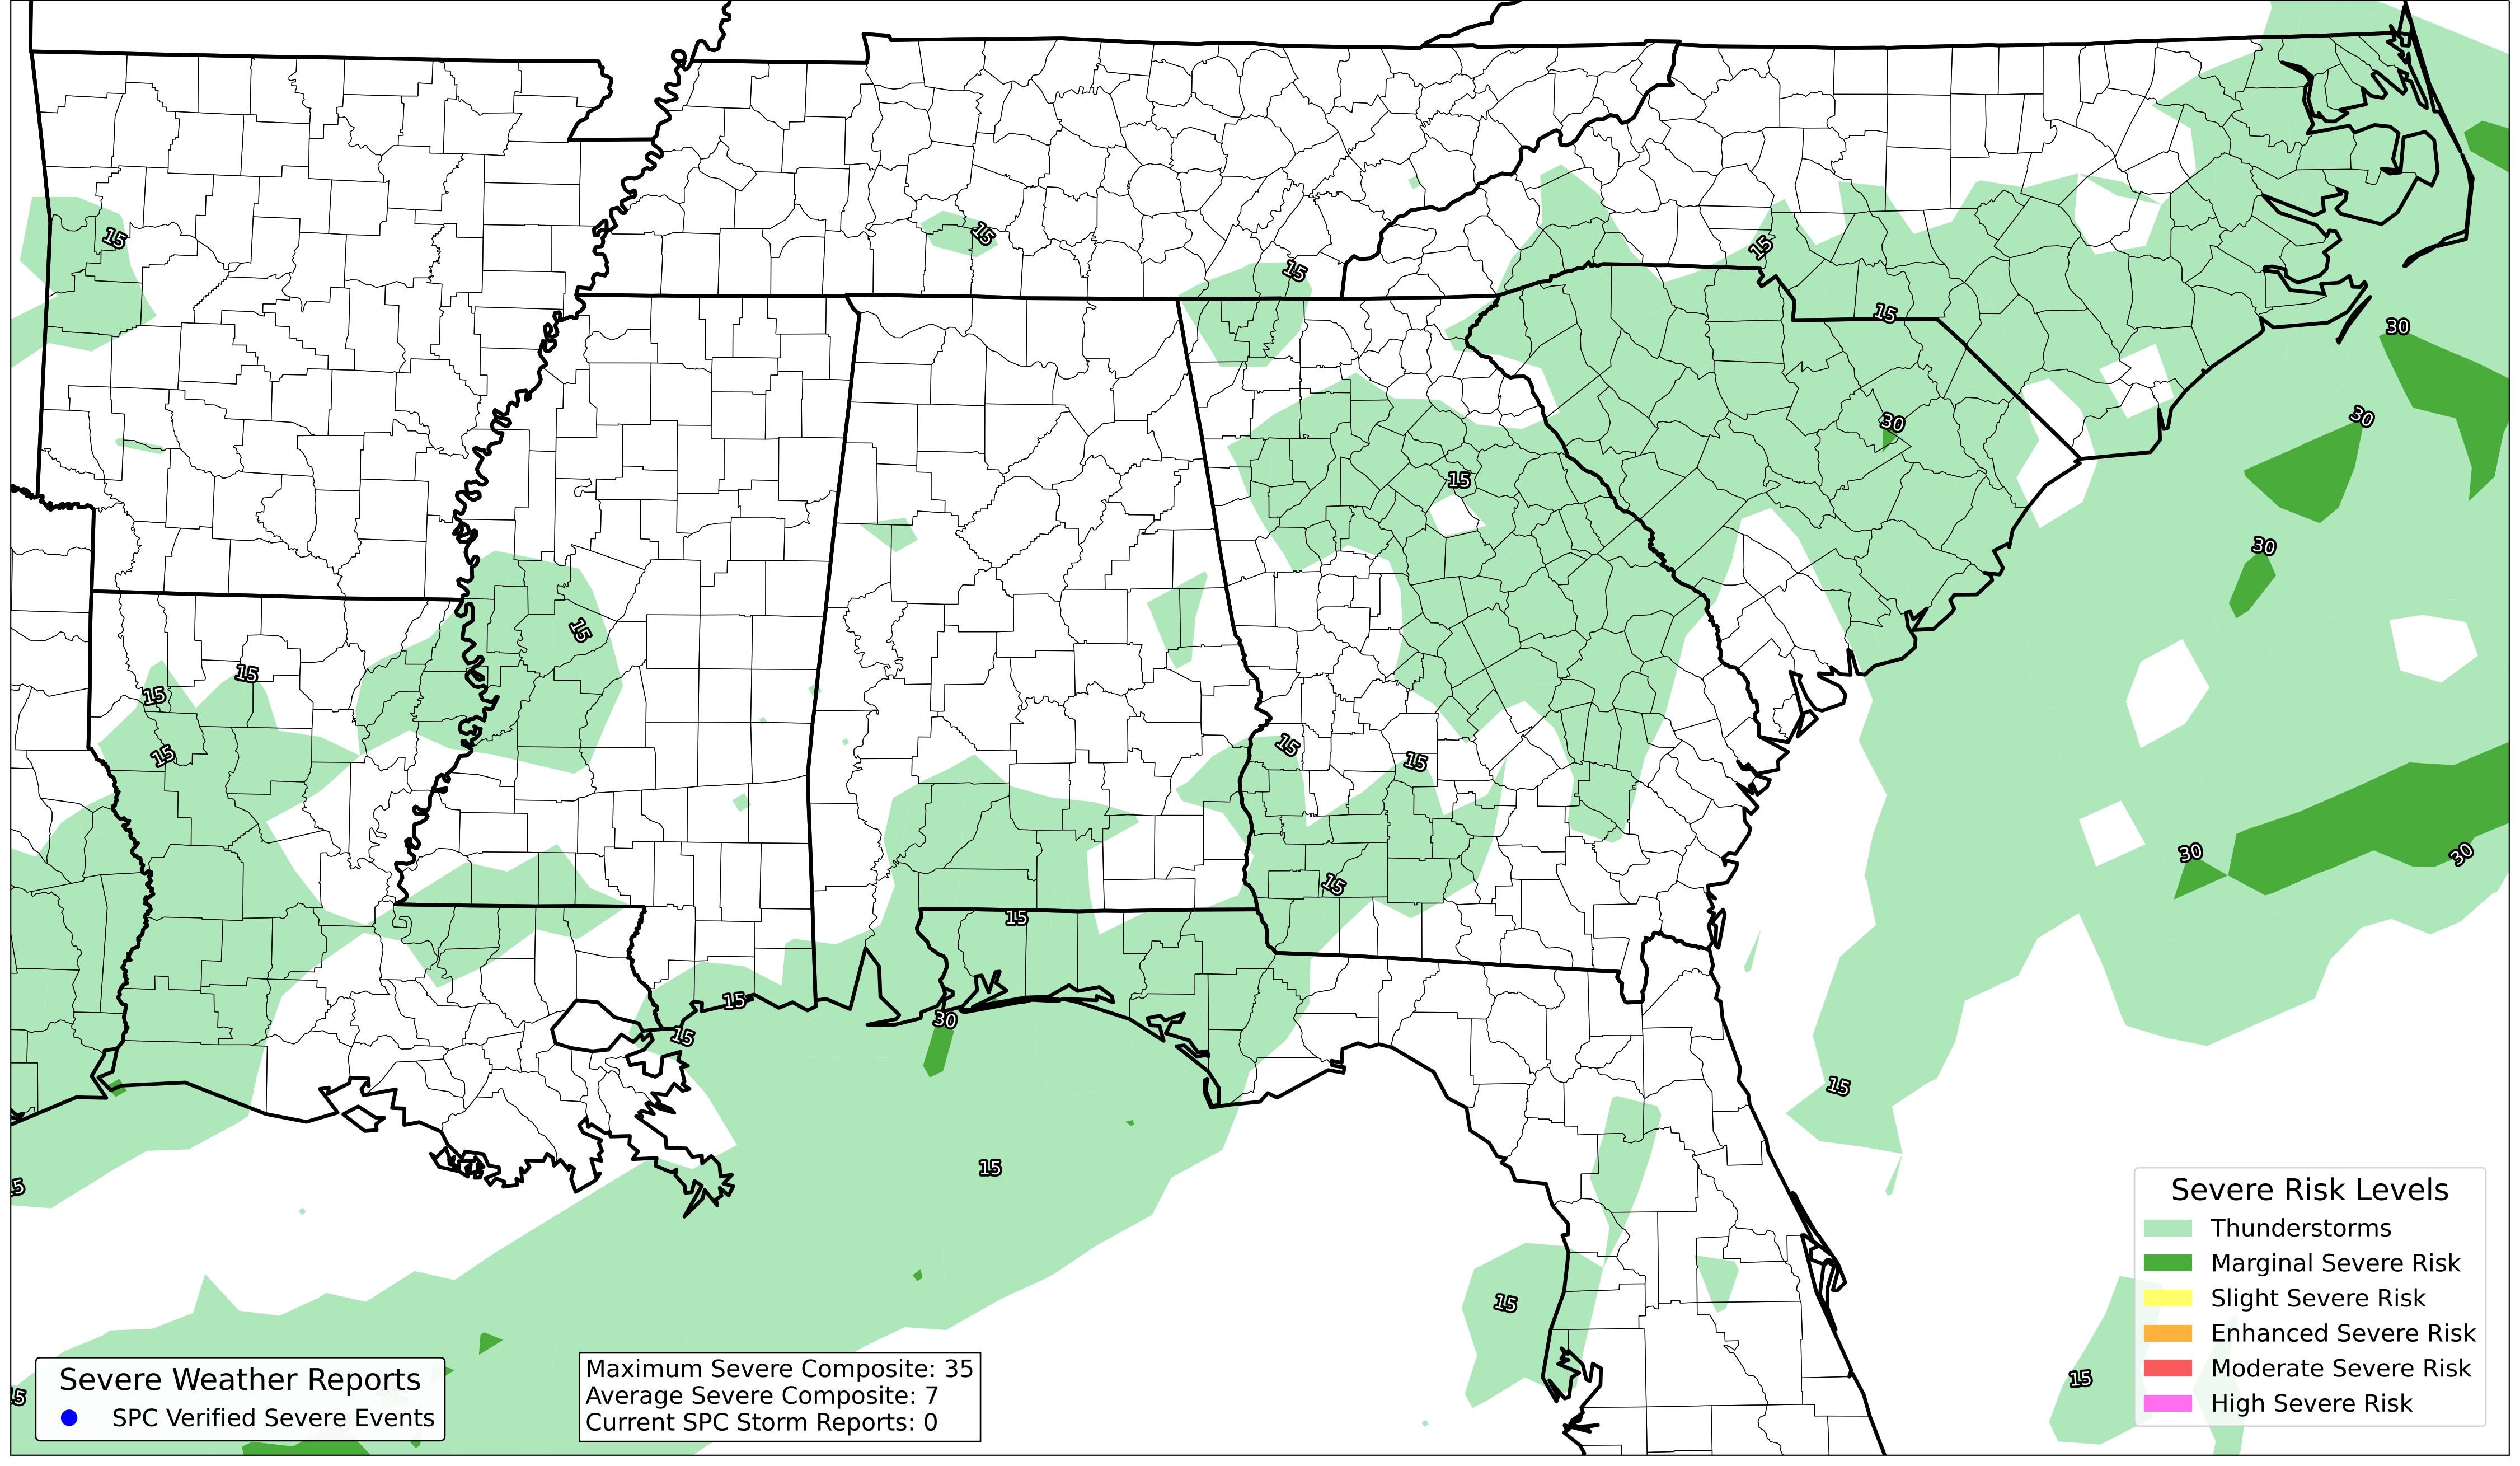 15
15
15
15
15
30
30
30
15
30
30
15
15
15
15
15
15
15
30
30
15
15
15
30
15
15
15
15
15
15
15
Severe Risk Levels
Thunderstorms
Marginal Severe Risk
Slight Severe Risk
Enhanced Severe Risk
Moderate Severe Risk
High Severe Risk
Severe Weather Reports
SPC Verified Severe Events
Maximum Severe Composite: 35
Average Severe Composite: 7
Current SPC Storm Reports: 0